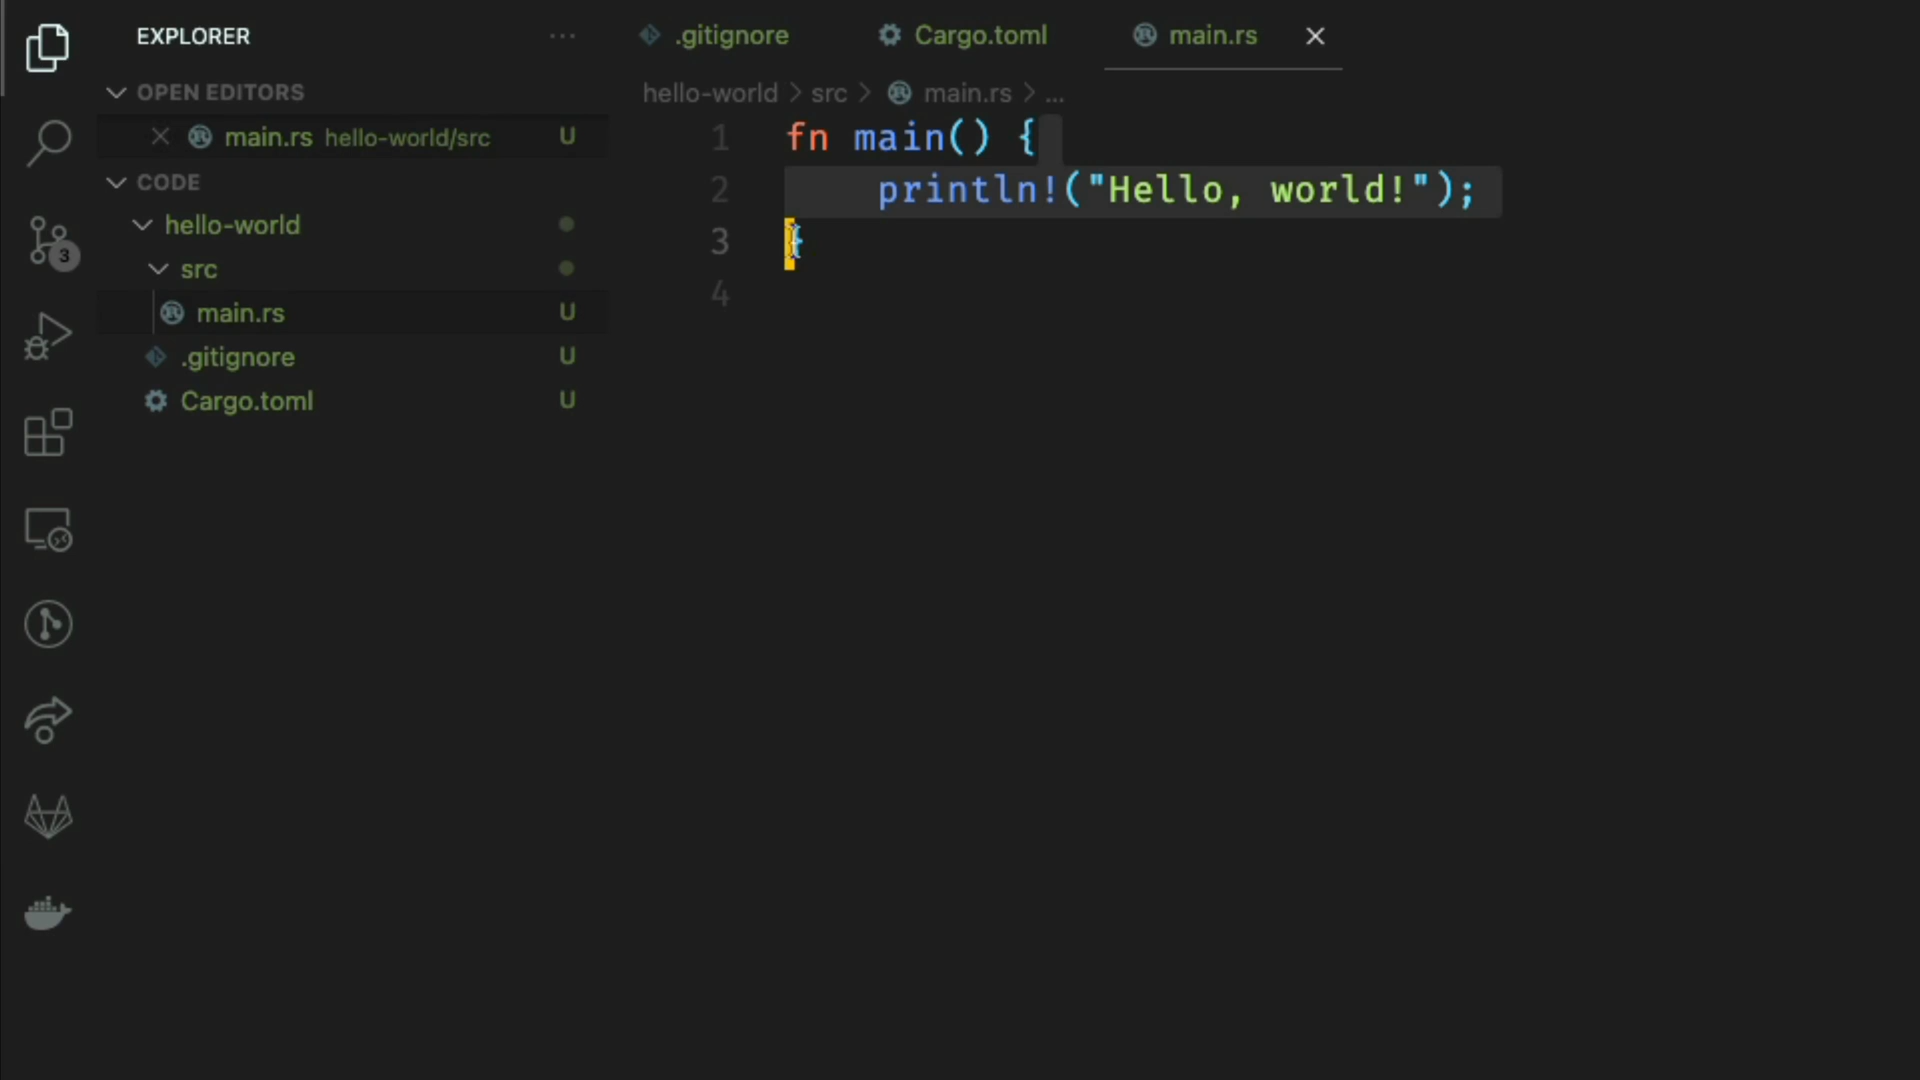 EXPLORER
OPEN EDITORS
main.rs hello-world/src U
CODE
hello-world
src
main.rs U
.gitignore U
Cargo.toml U
3
.gitignore Cargo.toml main.rs
hello-world > src > main.rs > ...
1 fn main() {
2     println!("Hello, world!");
3 }
4